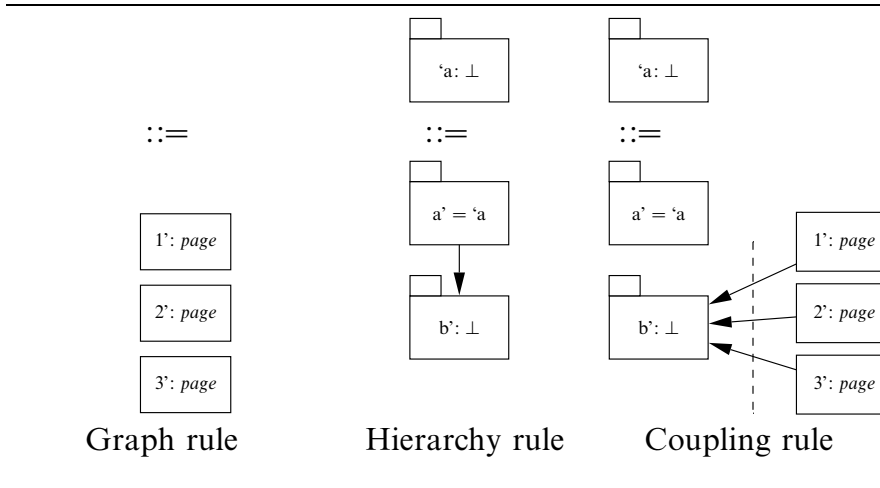 ‘a: ⊥
‘a: ⊥
::=
::=
::=
a’ = ‘a
a’ = ‘a
1’: page
1’: page
2’: page
b’: ⊥
b’: ⊥
2’: page
3’: page
3’: page
Graph rule
Hierarchy rule
Coupling rule